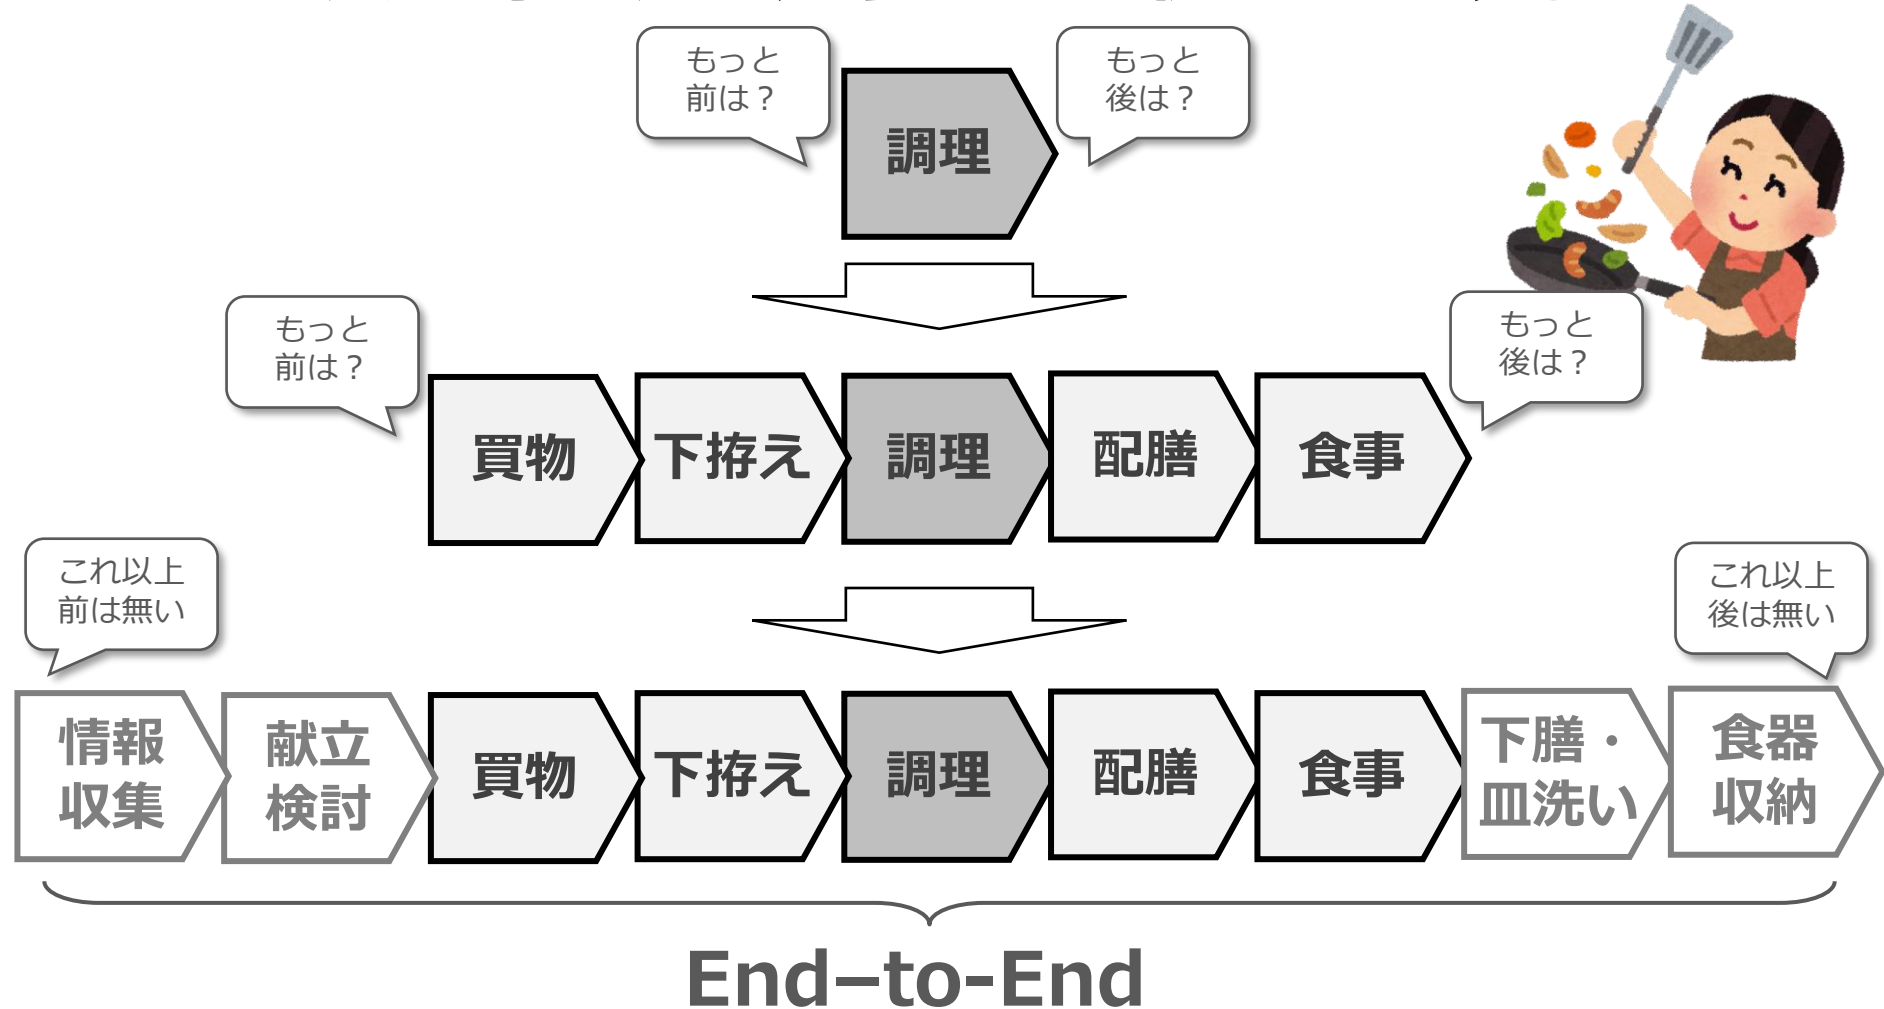 もっと
前は？
調理
もっと
後は？
もっと
前は？
買物
下拵え
調理
配膳
食事
もっと
後は？
これ以上
前は無い
これ以上
後は無い
情報
収集
献立
検討
買物
下拵え
調理
配膳
食事
下膳・
皿洗い
食器
収納
End–to-End